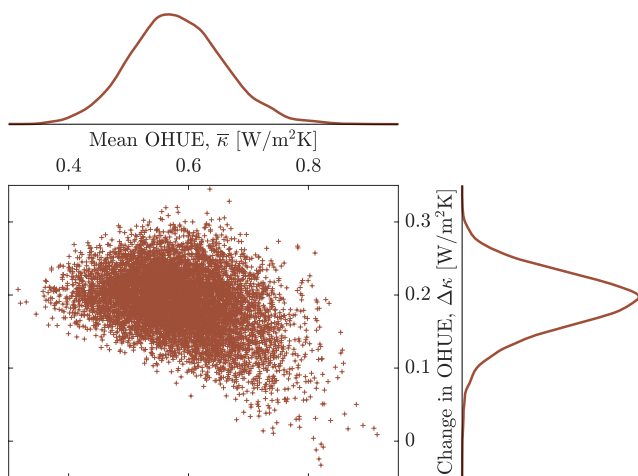 Mean OHUE, κ̅ [W/m²K]
0.4 0.6 0.8
0.3
0.2
0.1
0
Change in OHUE, Δκ [W/m²K]